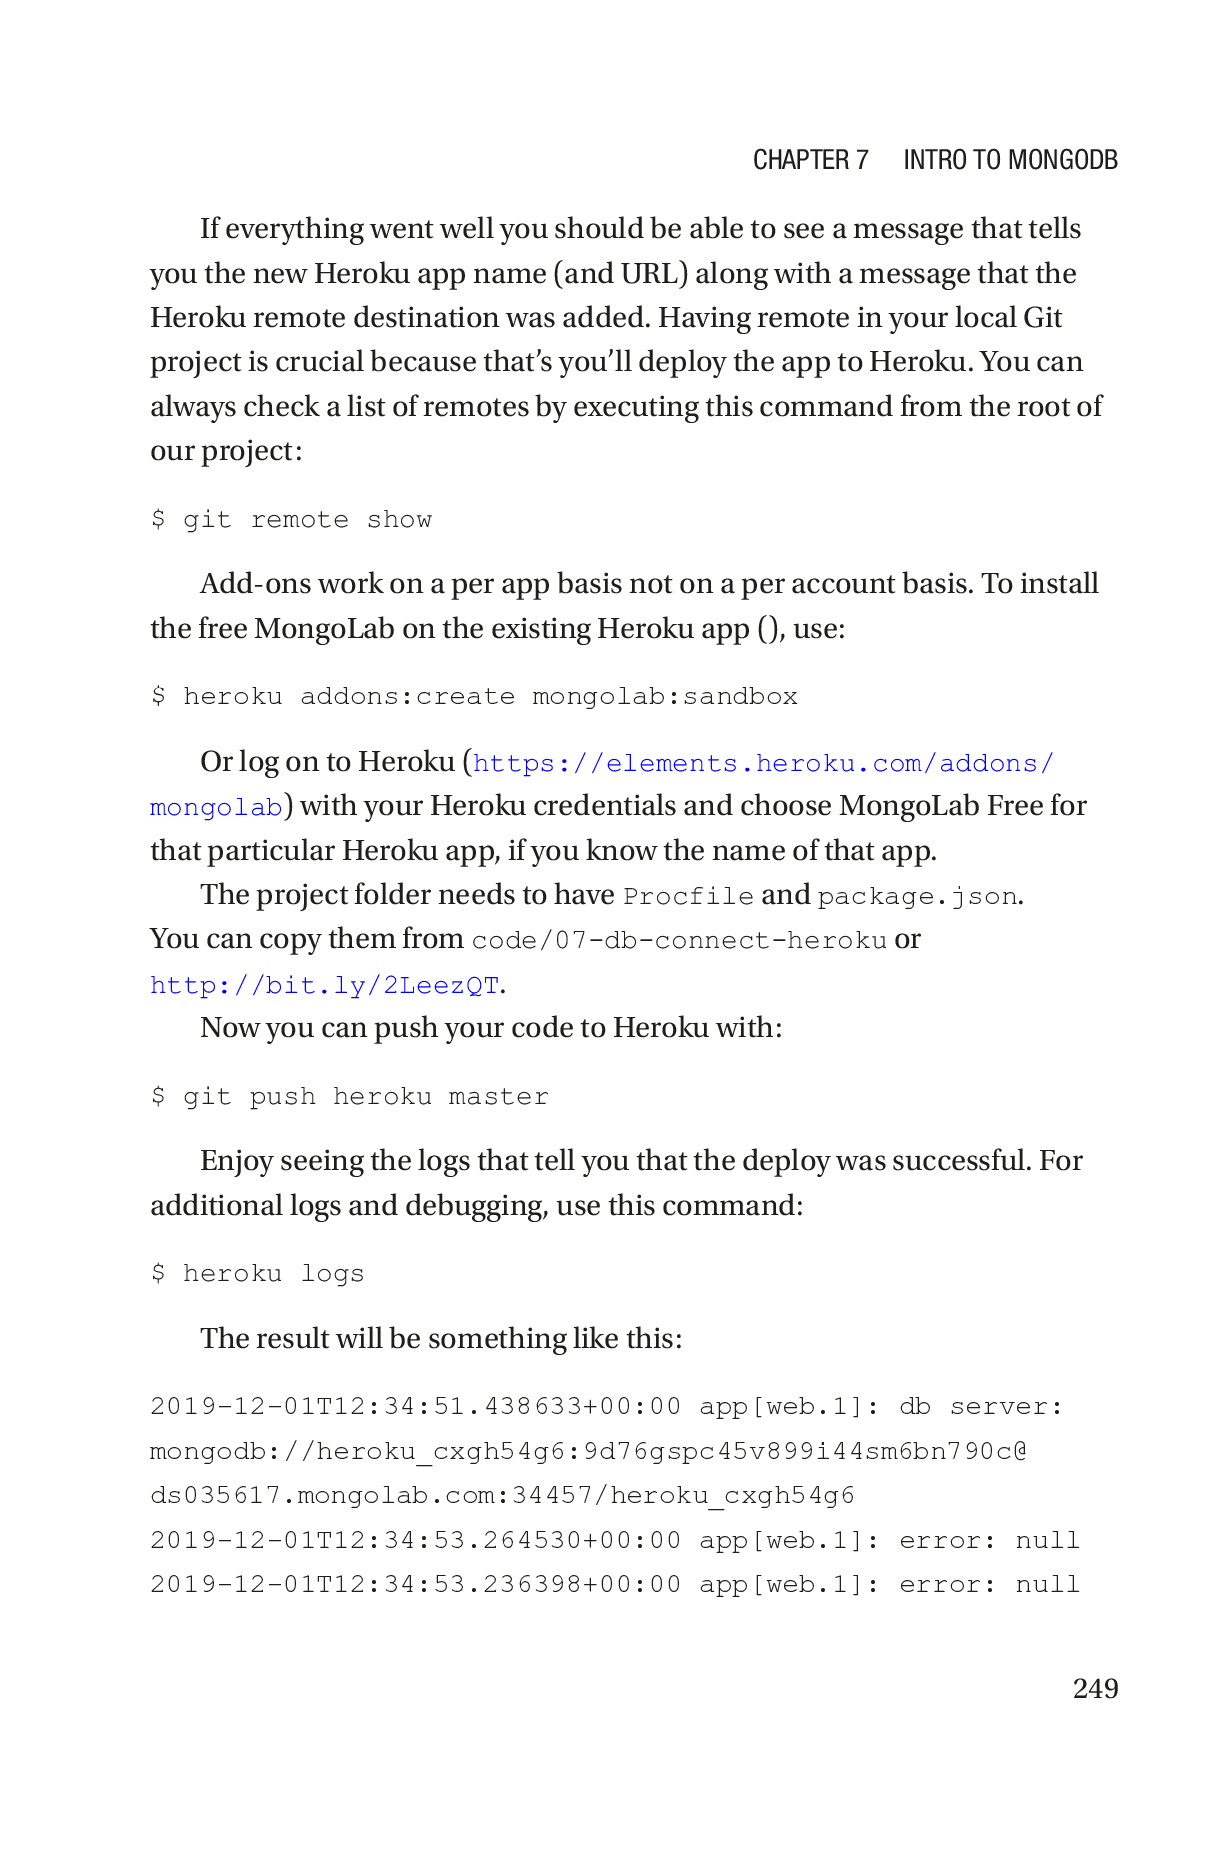 CHAPTER 7 INTRO TO MONGODB
If everything went well you should be able to see a message that tells
you the new Heroku app name (and URL) along with a message that the
Heroku remote destination was added. Having remote in your local Git
project is crucial because that’s you’ll deploy the app to Heroku. You can
always check a list of remotes by executing this command from the root of
our project:
$ git remote show
Add-ons work on a per app basis not on a per account basis. To install
the free MongoLab on the existing Heroku app (), use:
$ heroku addons:create mongolab:sandbox
Or log on to Heroku (https://elements.heroku.com/addons/
mongolab) with your Heroku credentials and choose MongoLab Free for
that particular Heroku app, if you know the name of that app.
The project folder needs to have Procfile and package.json.
You can copy them from code/07-db-connect-heroku or
http://bit.ly/2LeezQT.
Now you can push your code to Heroku with:
$ git push heroku master
Enjoy seeing the logs that tell you that the deploy was successful. For
additional logs and debugging, use this command:
$ heroku logs
The result will be something like this:
2019-12-01T12:34:51.438633+00:00 app[web.1]: db server:
mongodb://heroku_cxgh54g6:9d76gspc45v899i44sm6bn790c@
ds035617.mongolab.com:34457/heroku_cxgh54g6
2019-12-01T12:34:53.264530+00:00 app[web.1]: error: null
2019-12-01T12:34:53.236398+00:00 app[web.1]: error: null
249